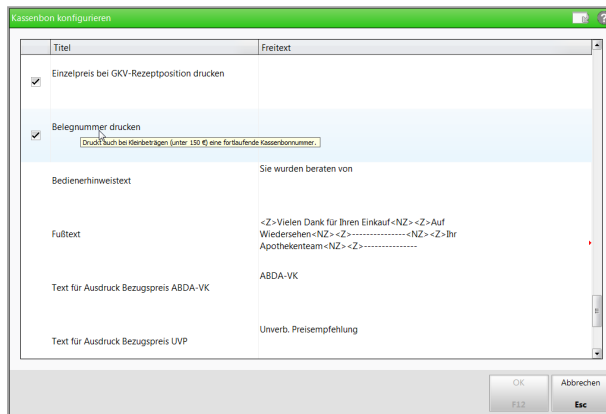 Kassenbon konfigurieren
Titel Freitext
Einzelpreis bei GKV-Rezeptposition drucken
Belegnummer drucken
Druckt auch bei Kleinbeträgen (unter 150 €) eine fortlaufende Kassenbonnummer.
Sie wurden beraten von
Bedienerhinweistext
<Z>Vielen Dank für Ihren Einkauf<NZ><Z>Auf
Fußtext Wiedersehen<NZ><Z>---------------<NZ><Z>Ihr
Apothekenteam<NZ><Z>---------------
ABDA-VK
Text für Ausdruck Bezugspreis ABDA-VK
Unverb. Preisempfehlung
Text für Ausdruck Bezugspreis UVP
OK Abbrechen
F12 Esc